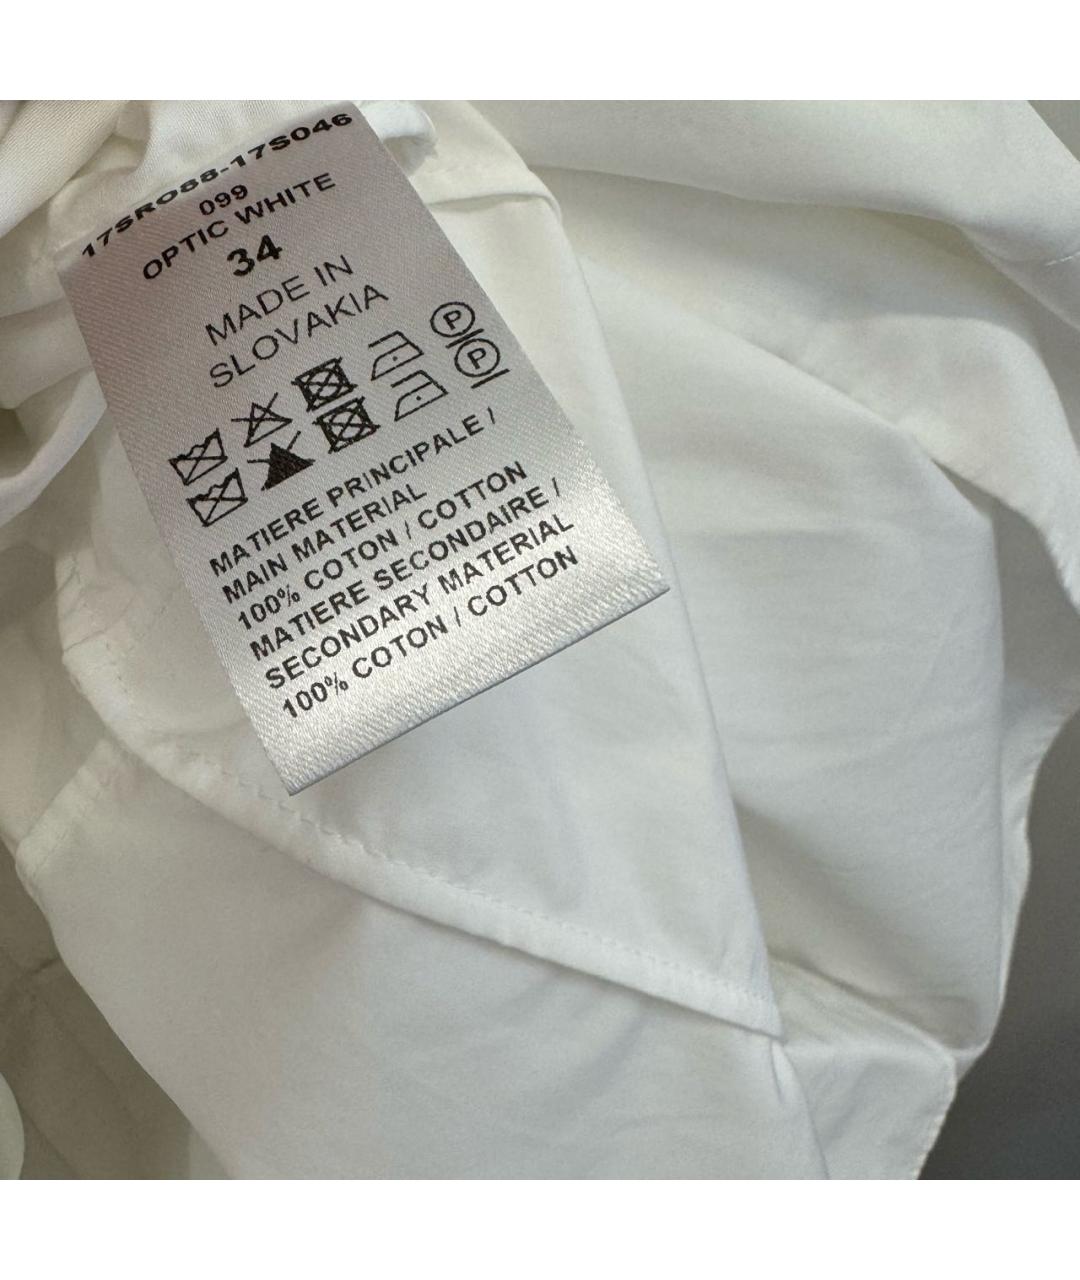 17SRO88-17S046
099
OPTIC WHITE
34
MADE IN
SLOVAKIA
P
P
MATIERE PRINCIPALE /
MAIN MATERIAL
100% COTON / COTTON
MATIERE SECONDAIRE /
SECONDARY MATERIAL
100% COTON / COTTON